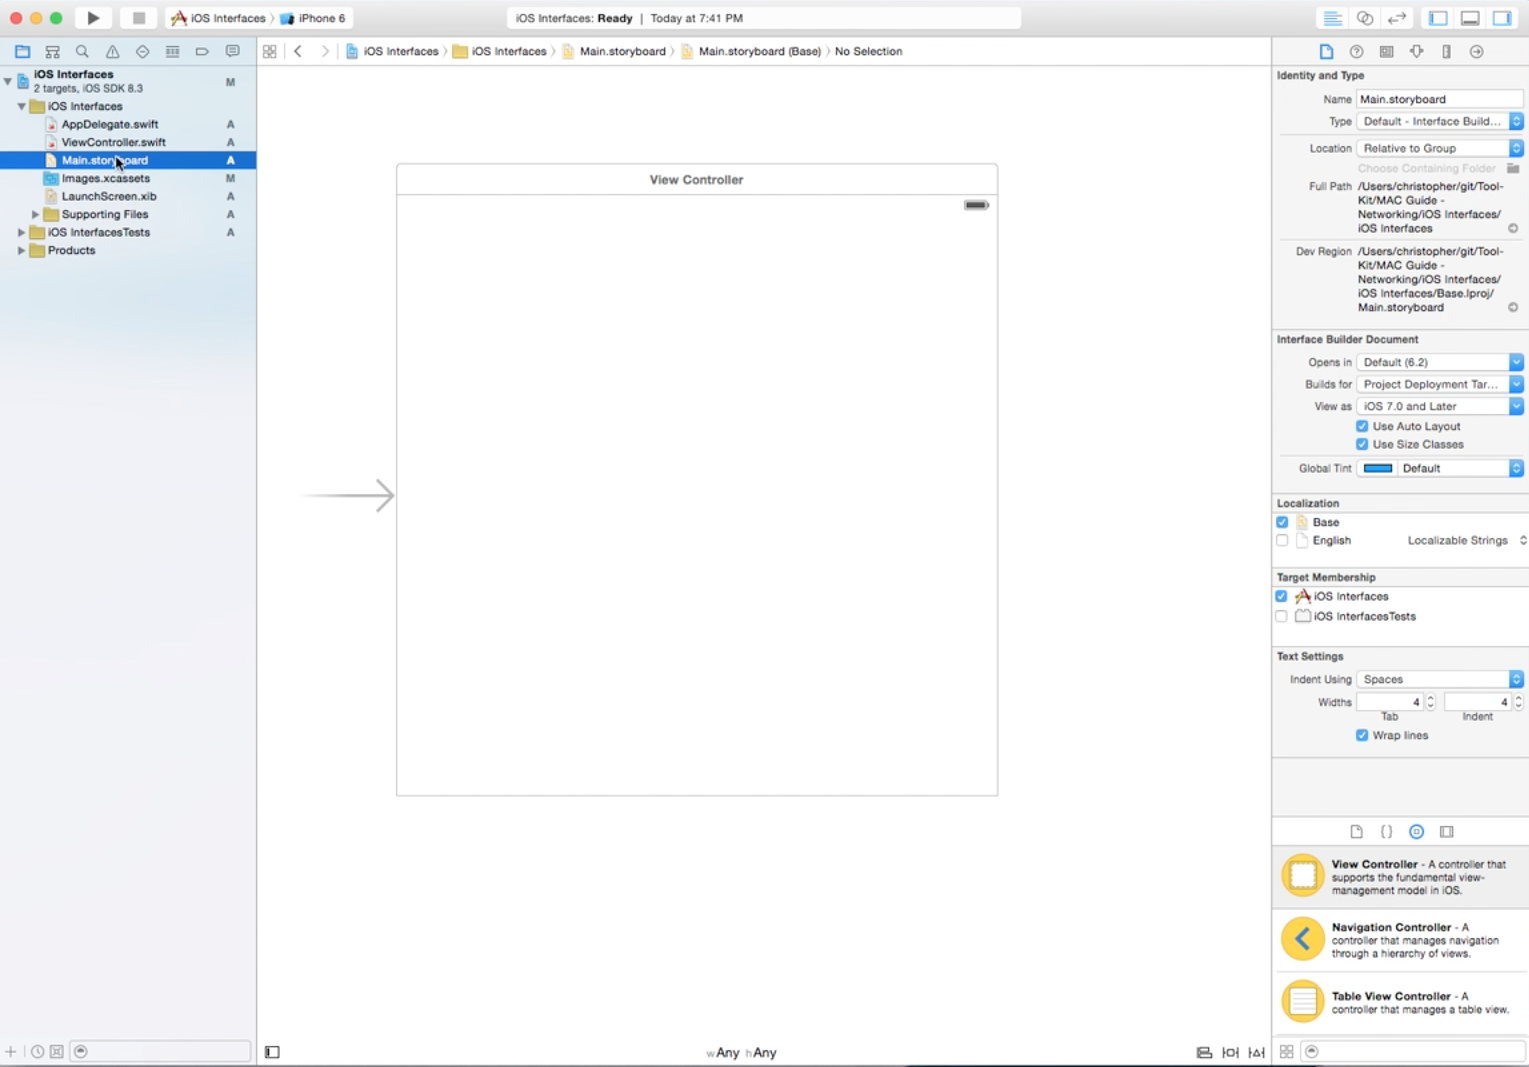 iOS Interfaces 〉 iPhone 6
iOS Interfaces: Ready | Today at 7:41 PM
iOS Interfaces 〉 iOS Interfaces 〉 Main.storyboard 〉 Main.storyboard (Base) 〉 No Selection
iOS Interfaces
M
2 targets, iOS SDK 8.3
iOS Interfaces
AppDelegate.swift A
ViewController.swift A
Main.storyboard A
Images.xcassets M
LaunchScreen.xib A
Supporting Files A
iOS InterfacesTests A
Products
View Controller
wAny hAny
Identity and Type
Name Main.storyboard
Type Default - Interface Build...
Location Relative to Group
Choose Containing Folder
Full Path /Users/christopher/git/Tool-
Kit/MAC Guide -
Networking/iOS Interfaces/
iOS Interfaces
Dev Region /Users/christopher/git/Tool-
Kit/MAC Guide -
Networking/iOS Interfaces/
iOS Interfaces/Base.lproj/
Main.storyboard
Interface Builder Document
Opens in Default (6.2)
Builds for Project Deployment Tar...
View as iOS 7.0 and Later
Use Auto Layout
Use Size Classes
Global Tint Default
Localization
Base
English Localizable Strings
Target Membership
iOS Interfaces
iOS InterfacesTests
Text Settings
Indent Using Spaces
Widths 4 4
Tab Indent
Wrap lines
View Controller - A controller that
supports the fundamental view-
management model in iOS.
Navigation Controller - A
controller that manages navigation
through a hierarchy of views.
Table View Controller - A
controller that manages a table view.